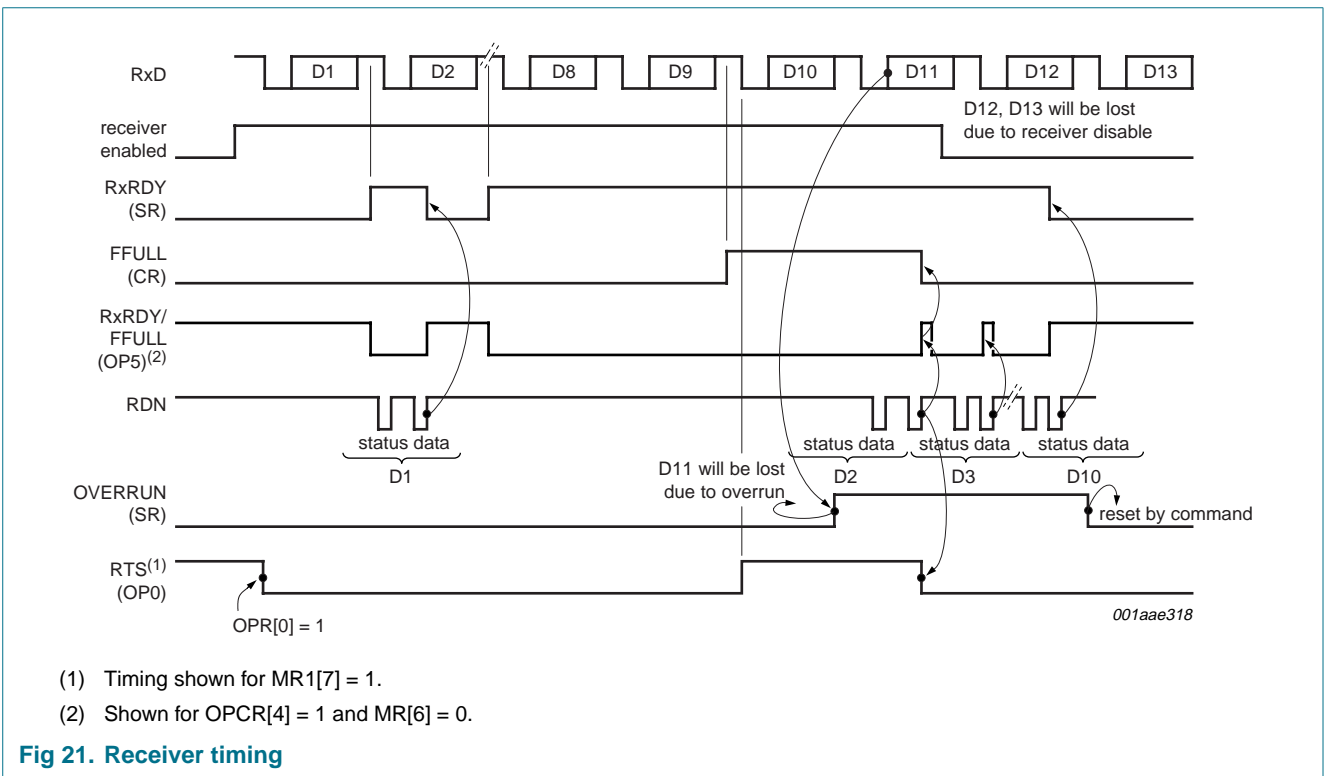 RxD
D1
D2
D8
D9
D10
D11
D12
D13
D12, D13 will be lost
due to receiver disable
receiver
enabled
RxRDY
(SR)
FFULL
(CR)
RxRDY/
FFULL
(OP5)(2)
RDN
status data
D1
status data
D2
status data
D3
status data
D10
D11 will be lost
due to overrun
OVERRUN
(SR)
reset by command
RTS(1)
(OP0)
OPR[0] = 1
001aae318
(1) Timing shown for MR1[7] = 1.
(2) Shown for OPCR[4] = 1 and MR[6] = 0.
Fig 21. Receiver timing